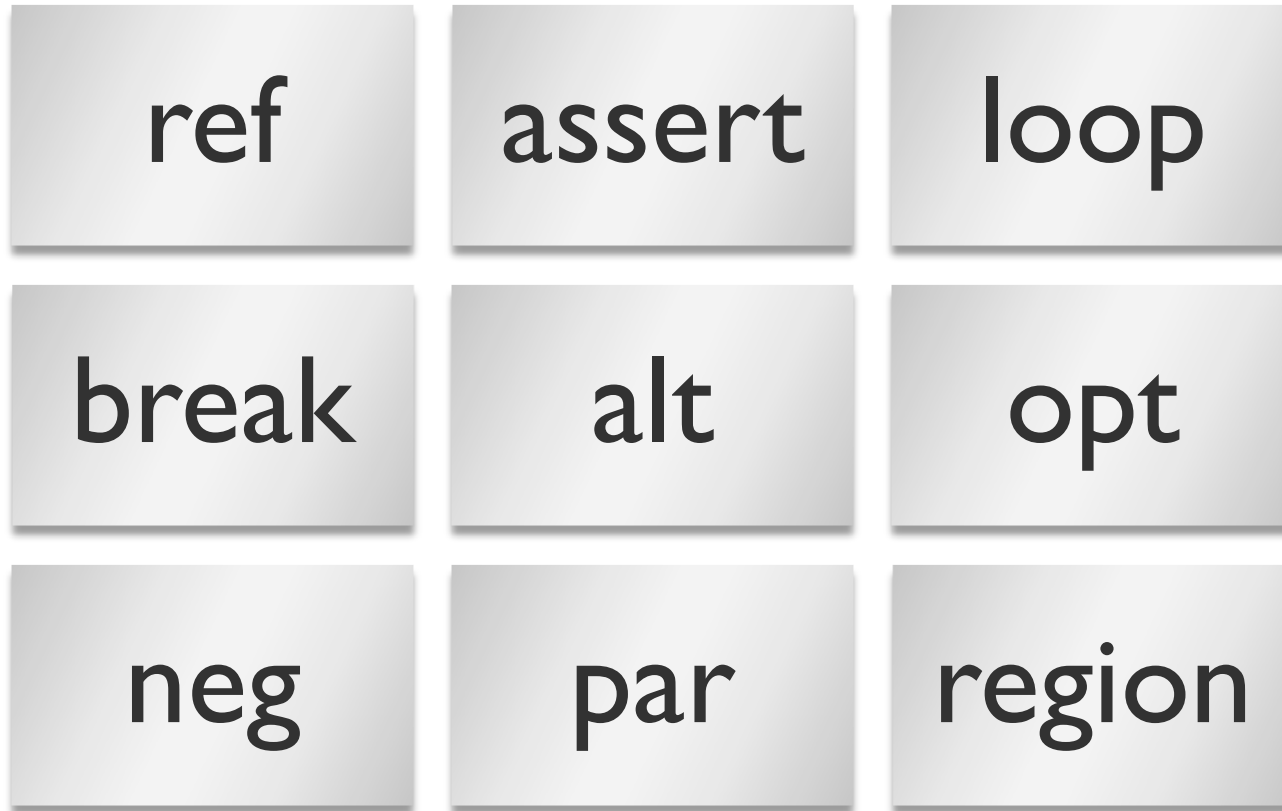 ref assert loop
break alt opt
neg par region